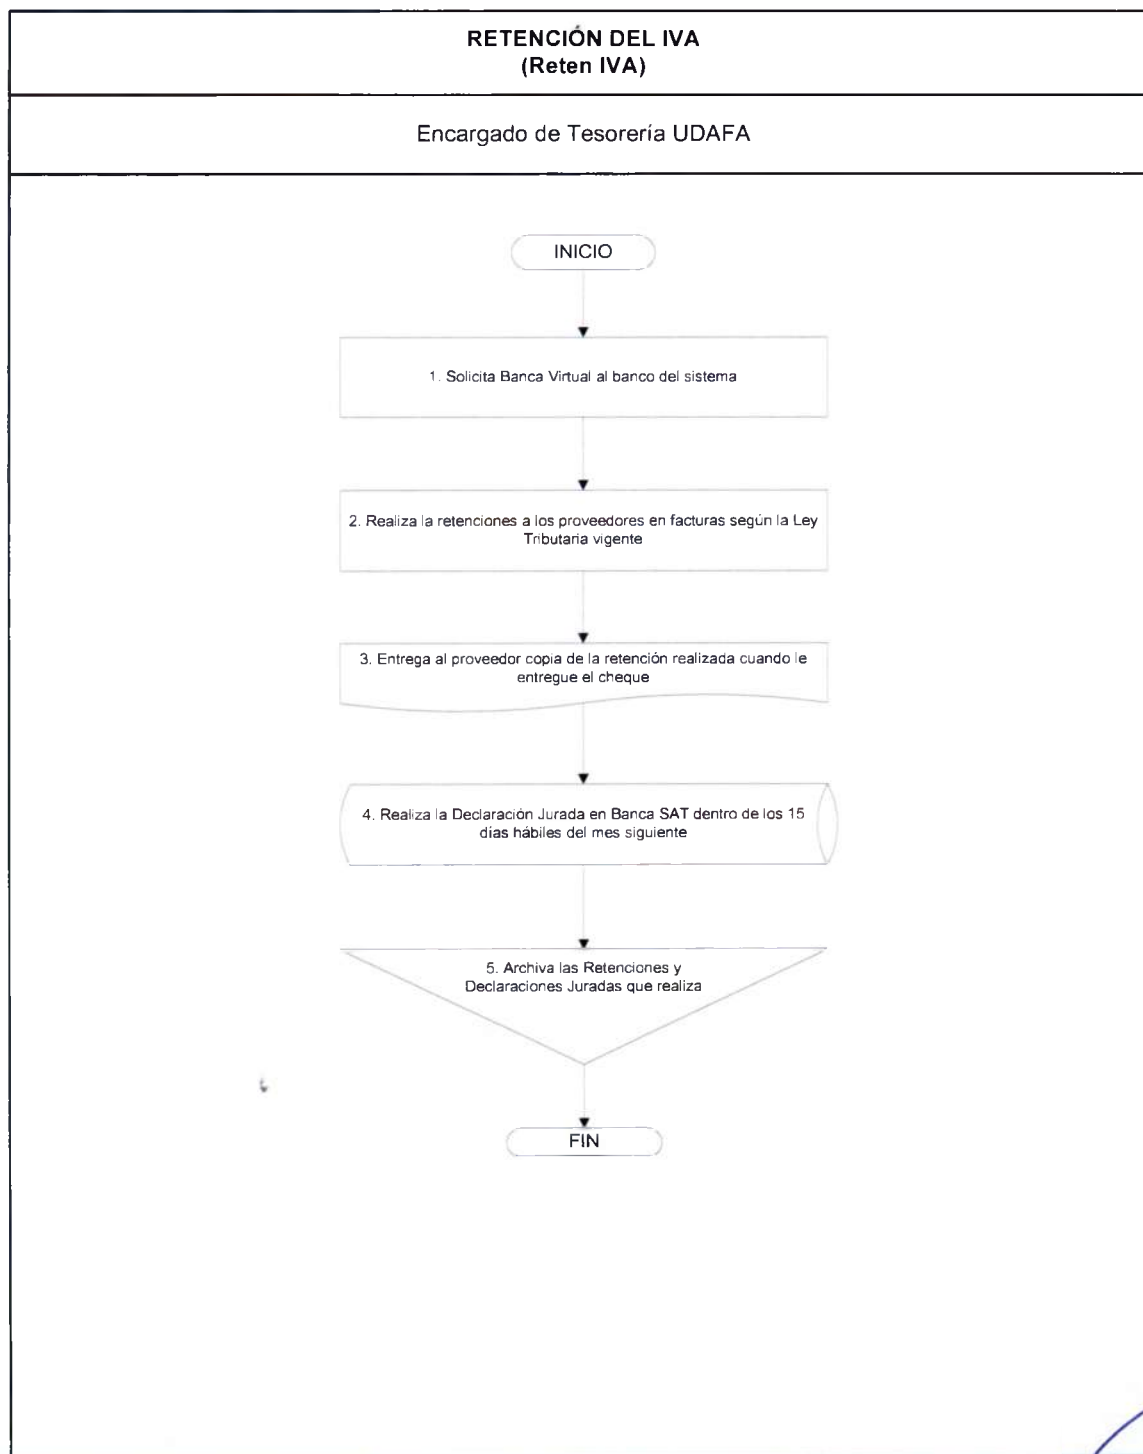 RETENCIÓN DEL IVA
(Reten IVA)
Encargado de Tesorería UDAFA
INICIO
1. Solicita Banca Virtual al banco del sistema
2. Realiza la retenciones a los proveedores en facturas según la Ley
Tributaria vigente
3. Entrega al proveedor copia de la retención realizada cuando le
entregue el cheque
4. Realiza la Declaración Jurada en Banca SAT dentro de los 15
días hábiles del mes siguiente
5. Archiva las Retenciones y
Declaraciones Juradas que realiza
FIN